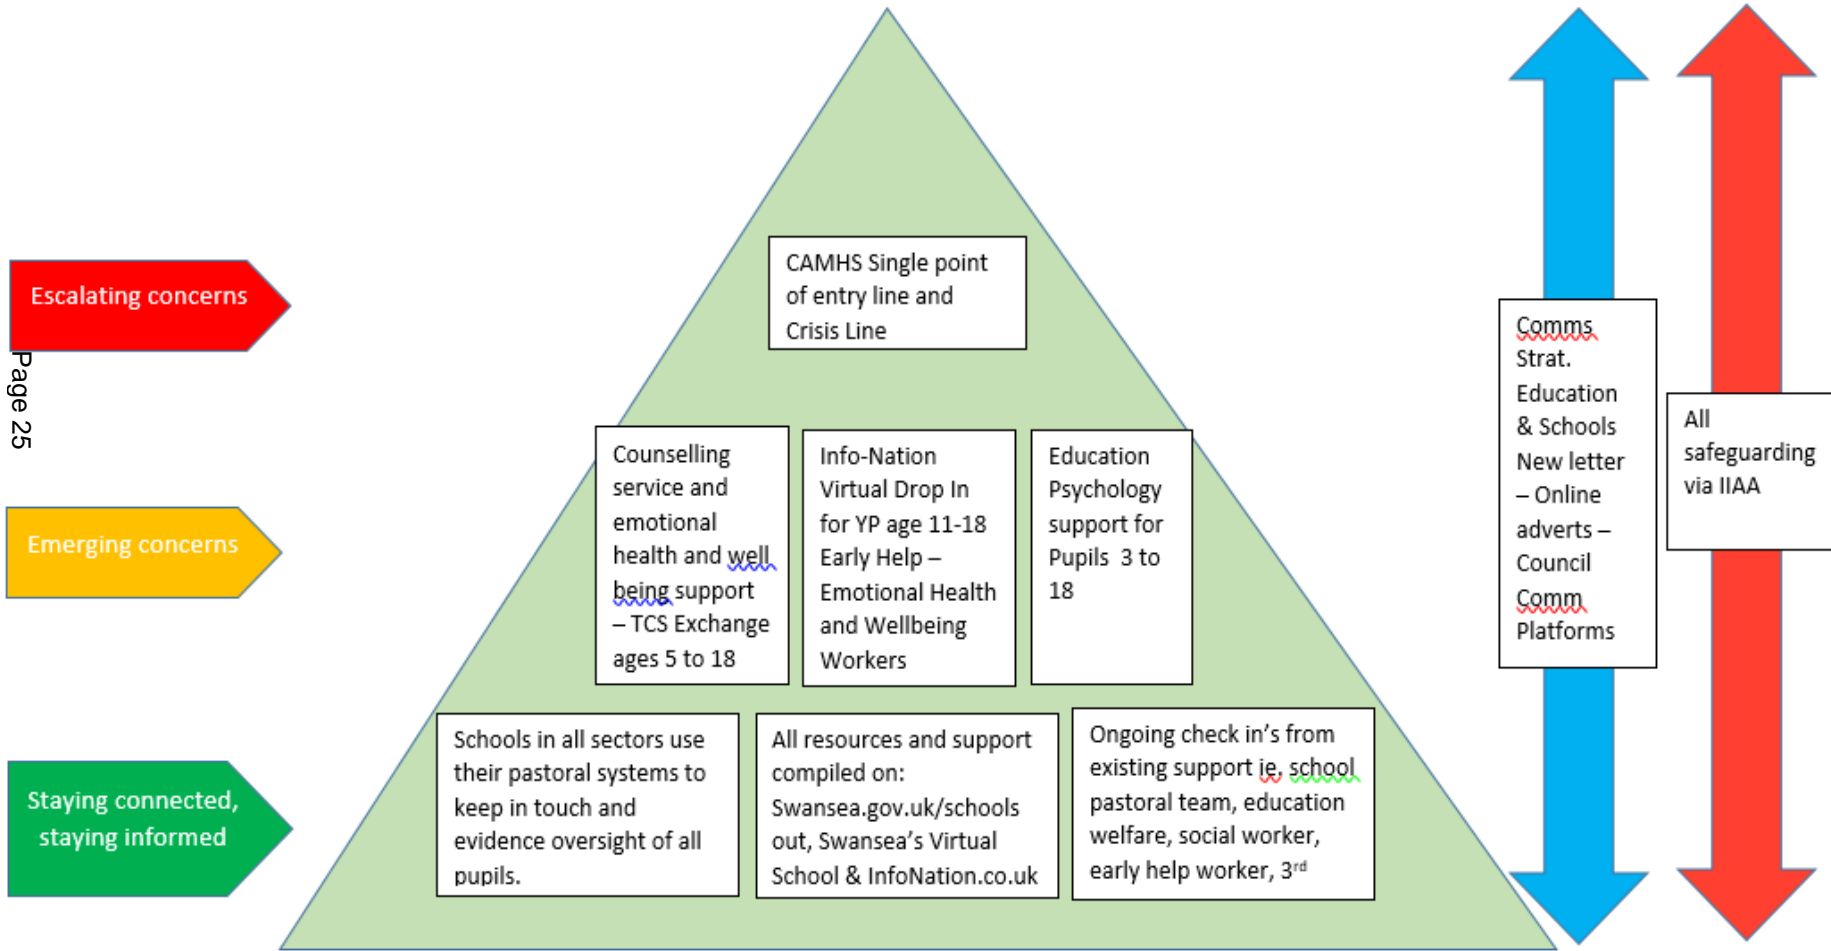 Escalating concerns
Page 25
Emerging concerns
Staying connected,
staying informed
CAMHS Single point
of entry line and
Crisis Line
Counselling
service and
emotional
health and well
being support
– TCS Exchange
ages 5 to 18
Info-Nation
Virtual Drop In
for YP age 11-18
Early Help –
Emotional Health
and Wellbeing
Workers
Education
Psychology
support for
Pupils 3 to
18
Schools in all sectors use
their pastoral systems to
keep in touch and
evidence oversight of all
pupils.
All resources and support
compiled on:
Swansea.gov.uk/schools
out, Swansea’s Virtual
School & InfoNation.co.uk
Ongoing check in’s from
existing support ie. school
pastoral team, education
welfare, social worker,
early help worker, 3rd
Comms
Strat.
Education
& Schools
New letter
– Online
adverts –
Council
Comm
Platforms
All
safeguarding
via IIAA